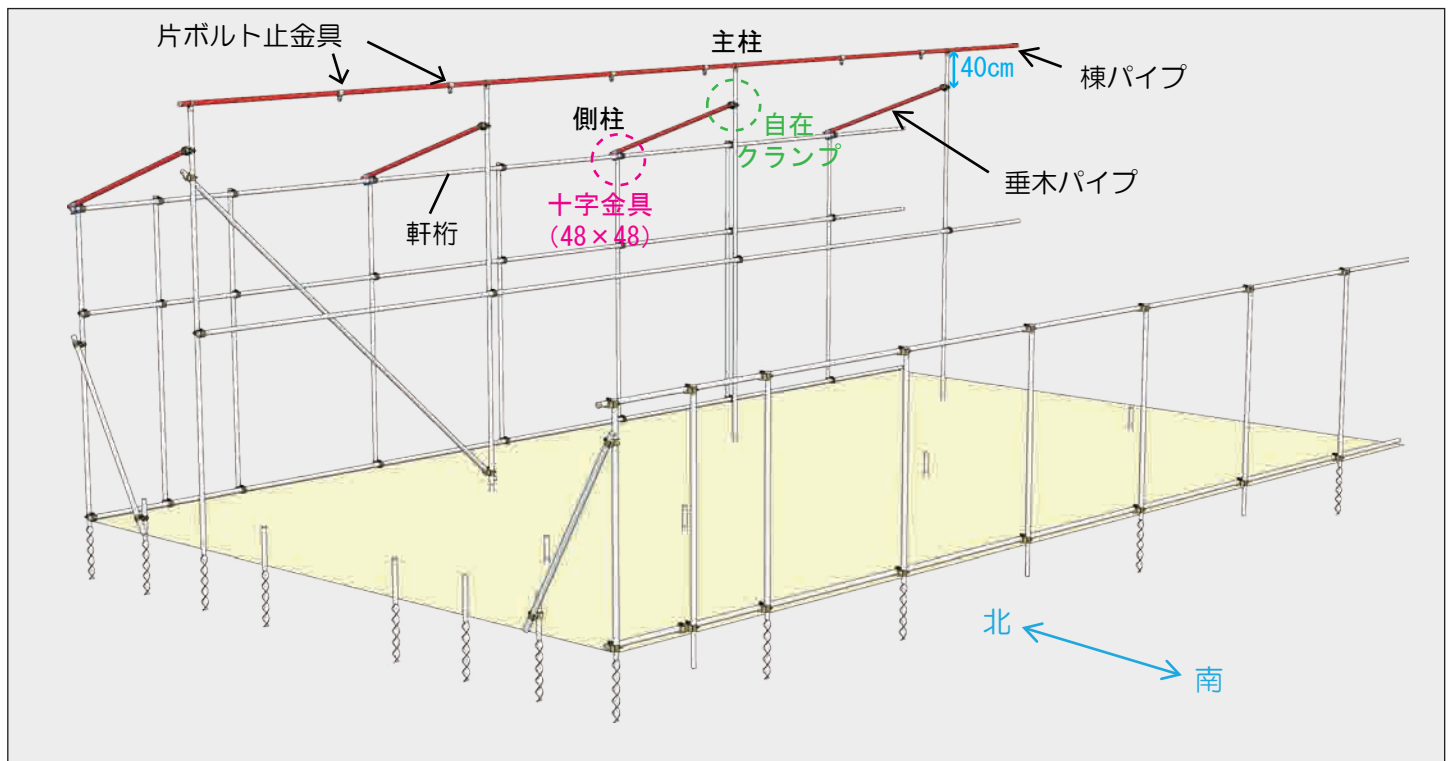 片ボルト止金具
主柱
40cm
棟パイプ
側柱
自在
クランプ
垂木パイプ
十字金具
(48×48)
軒桁
北
南